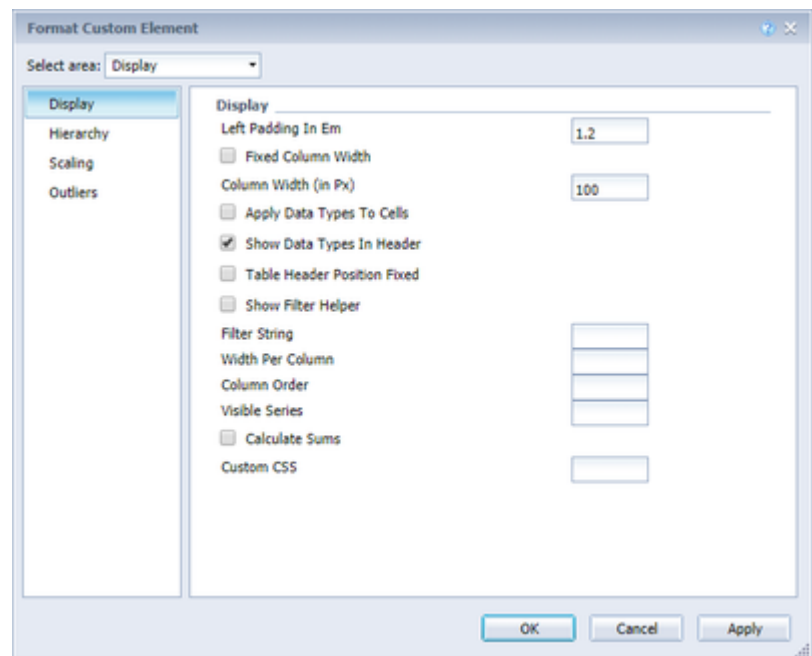 Format Custom Element
Select area: Display
Display
Hierarchy
Scaling
Outliers
Display
Left Padding In Em 1.2
Fixed Column Width
Column Width (in Px) 100
Apply Data Types To Cells
Show Data Types In Header
Table Header Position Fixed
Show Filter Helper
Filter String
Width Per Column
Column Order
Visible Series
Calculate Sums
Custom CSS
OK Cancel Apply